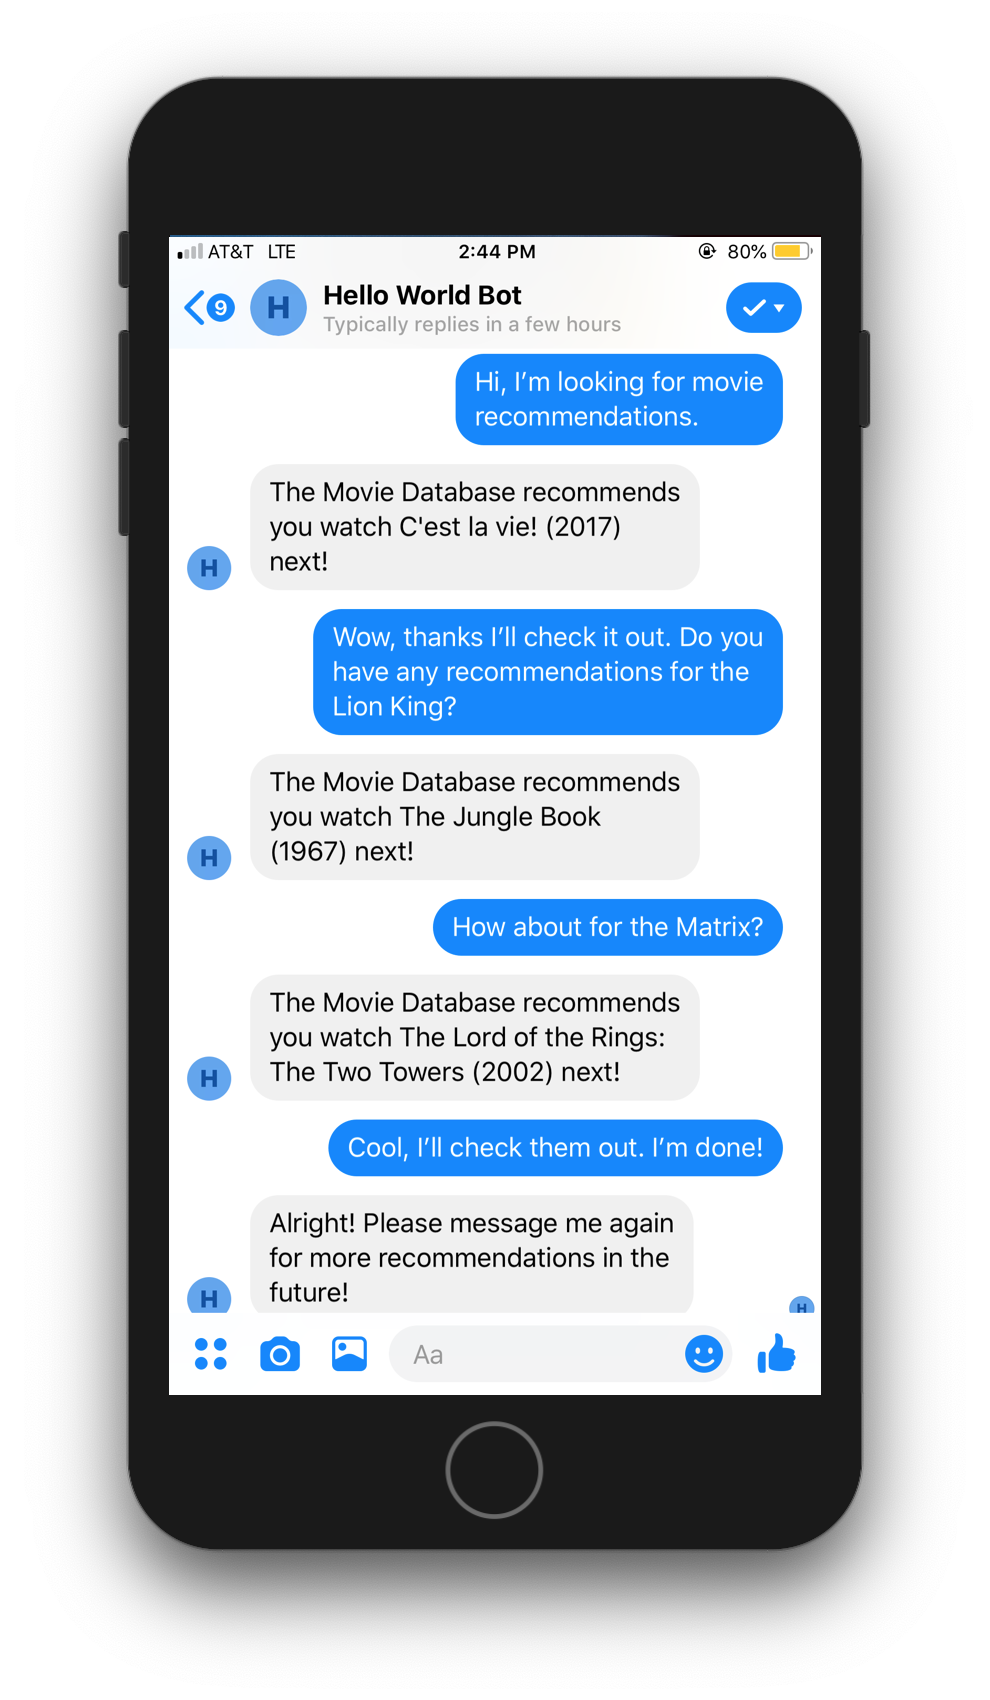 AT&T LTE 2:44 PM 80%
9 H Hello World Bot
Typically replies in a few hours
Hi, I’m looking for movie
recommendations.
The Movie Database recommends
you watch C'est la vie! (2017)
next!
H
Wow, thanks I’ll check it out. Do you
have any recommendations for the
Lion King?
The Movie Database recommends
you watch The Jungle Book
(1967) next!
H
How about for the Matrix?
The Movie Database recommends
you watch The Lord of the Rings:
The Two Towers (2002) next!
H
Cool, I’ll check them out. I’m done!
Alright! Please message me again
for more recommendations in the
future!
H
H
Aa